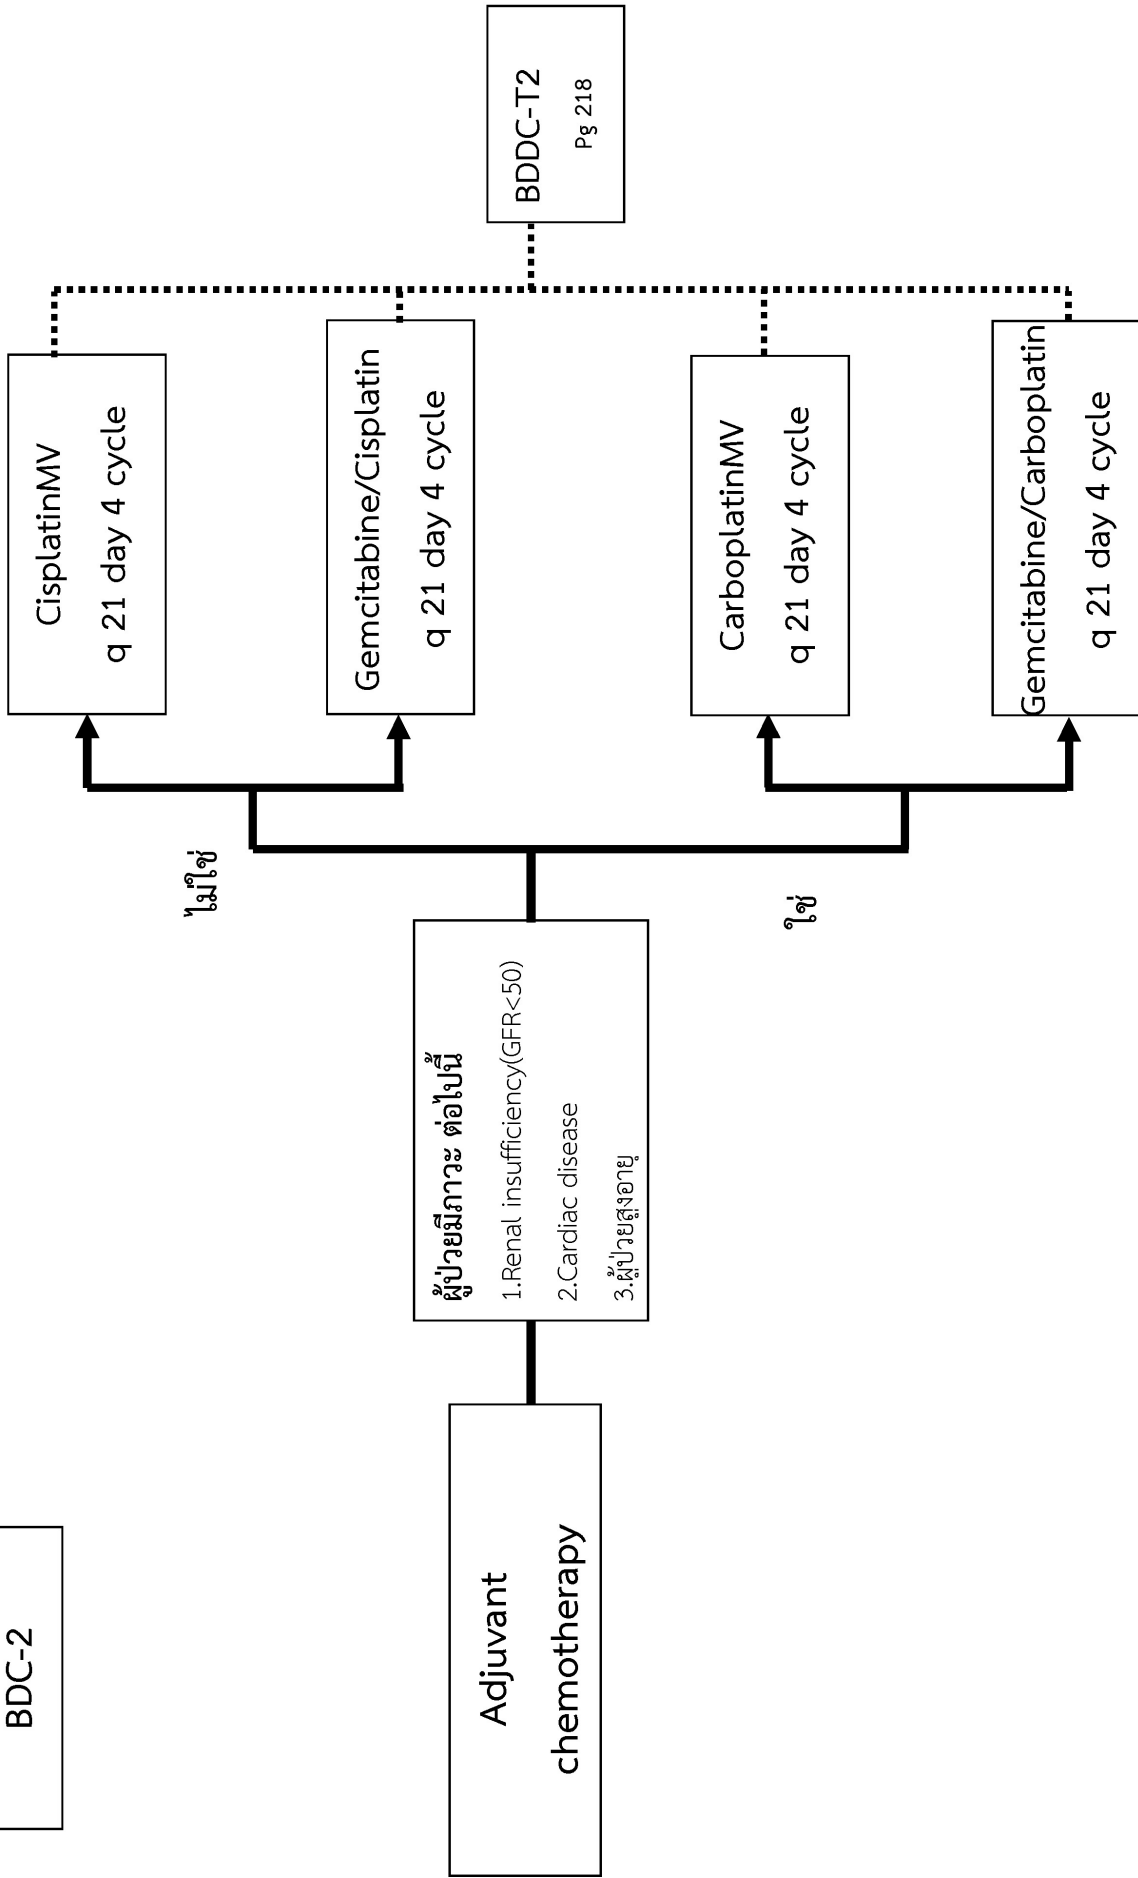 BDC-2
Adjuvant
chemotherapy
ผู้ป่วยมีภาวะ ต่อไปนี้
1.Renal insufficiency(GFR<50)
2.Cardiac disease
3.ผู้ป่วยสูงอายุ
ไม่ใช่
ใช่
CisplatinMV
q 21 day 4 cycle
Gemcitabine/Cisplatin
q 21 day 4 cycle
CarboplatinMV
q 21 day 4 cycle
Gemcitabine/Carboplatin
q 21 day 4 cycle
BDDC-T2
Pg 218